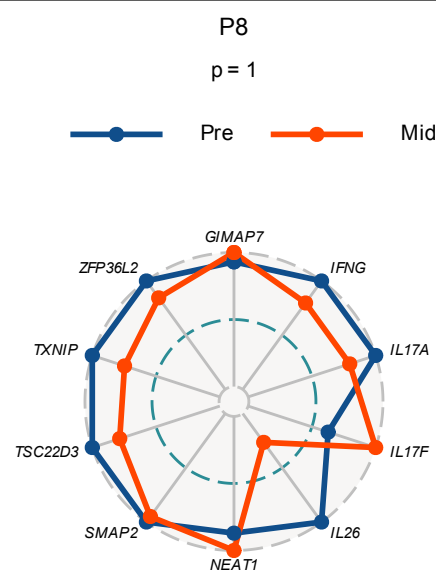 P8
p = 1
Pre Mid
GIMAP7
ZFP36L2 IFNG
TXNIP IL17A
TSC22D3 IL17F
SMAP2 IL26
NEAT1